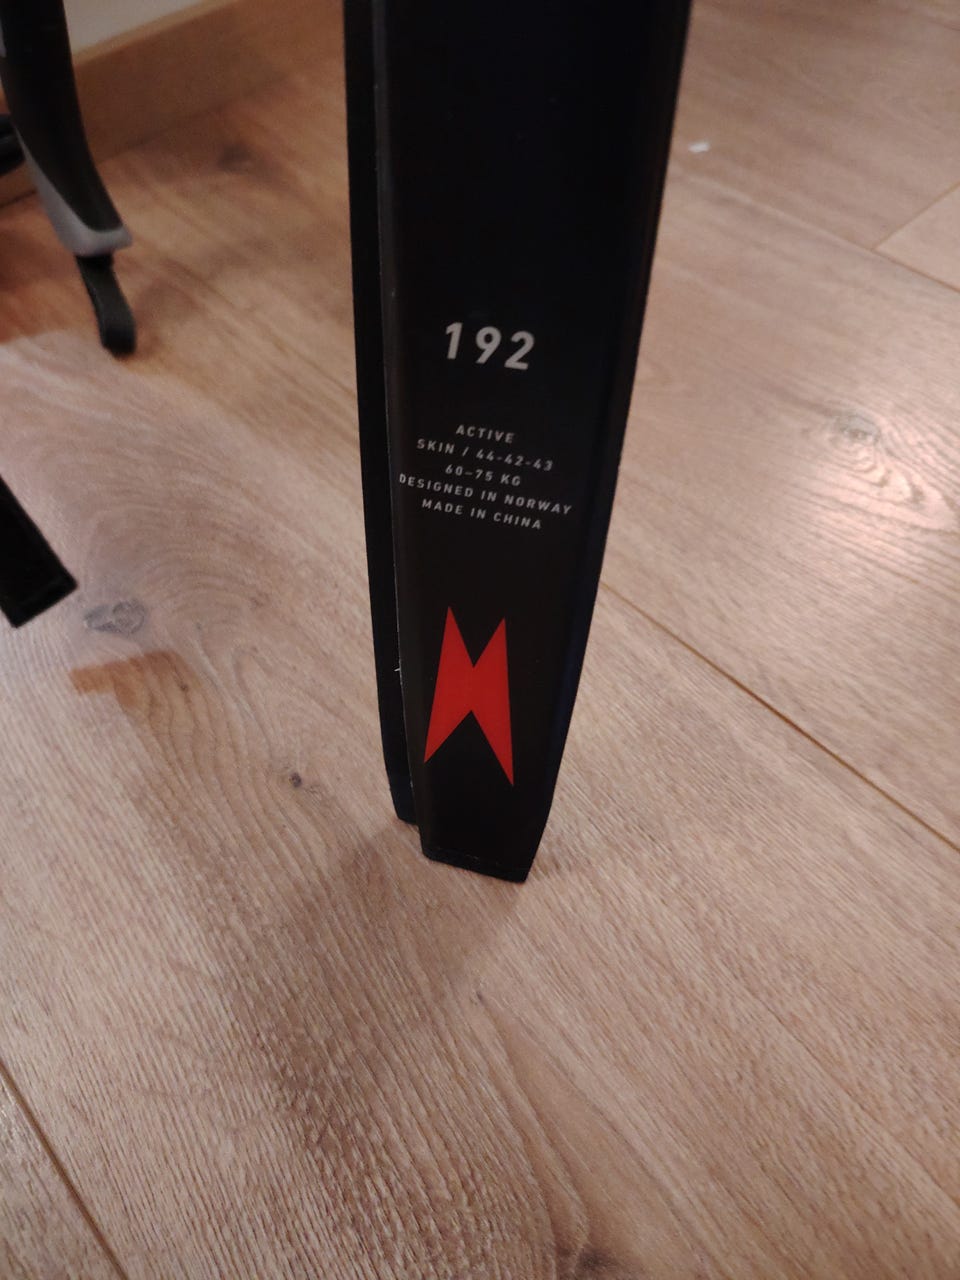 192
ACTIVE
SKIN / 44-42-43
60-75 KG
DESIGNED IN NORWAY
MADE IN CHINA